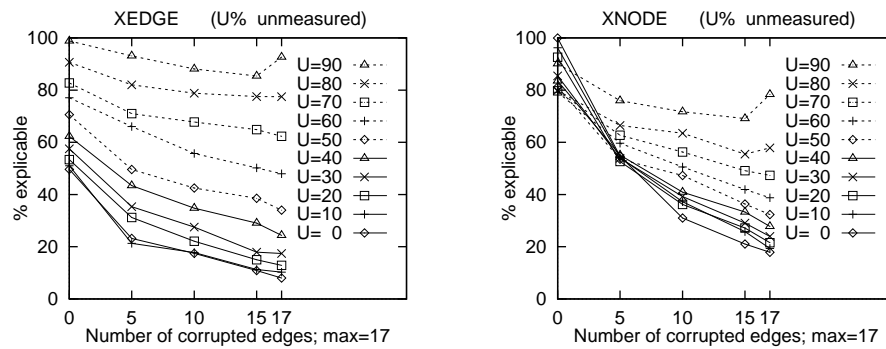 XEDGE (U% unmeasured)
% explicable
100
80
60
40
20
0
U=90
U=80
U=70
U=60
U=50
U=40
U=30
U=20
U=10
U= 0
0 5 10 15 17
Number of corrupted edges; max=17
XNODE (U% unmeasured)
% explicable
100
80
60
40
20
0
U=90
U=80
U=70
U=60
U=50
U=40
U=30
U=20
U=10
U= 0
0 5 10 15 17
Number of corrupted edges; max=17